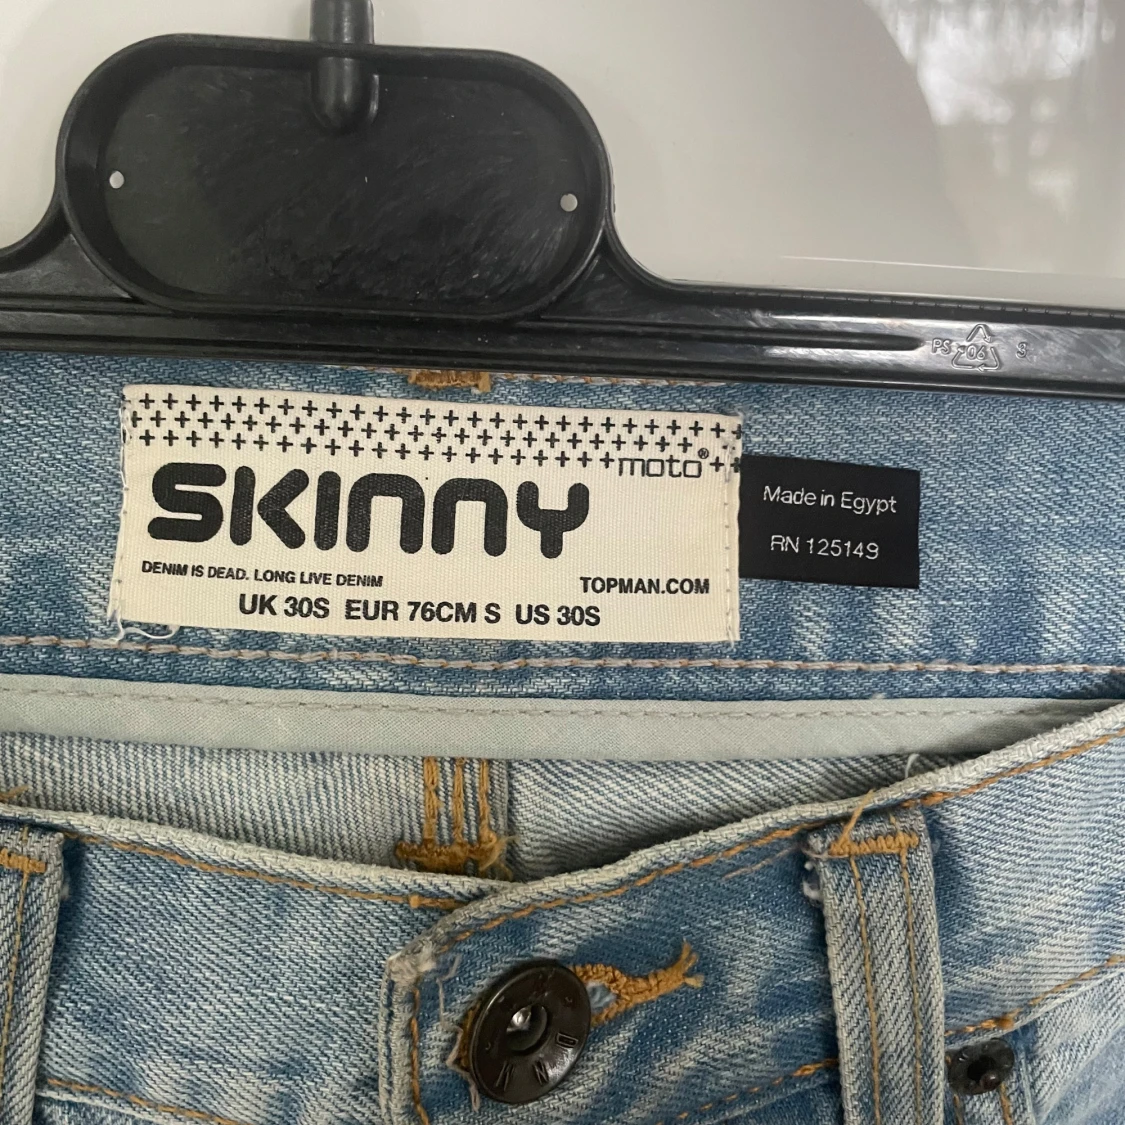 PS 06 3
moto®
SKINNY
DENIM IS DEAD. LONG LIVE DENIM
TOPMAN.COM
UK 30S EUR 76CM S US 30S
Made in Egypt
RN 125149